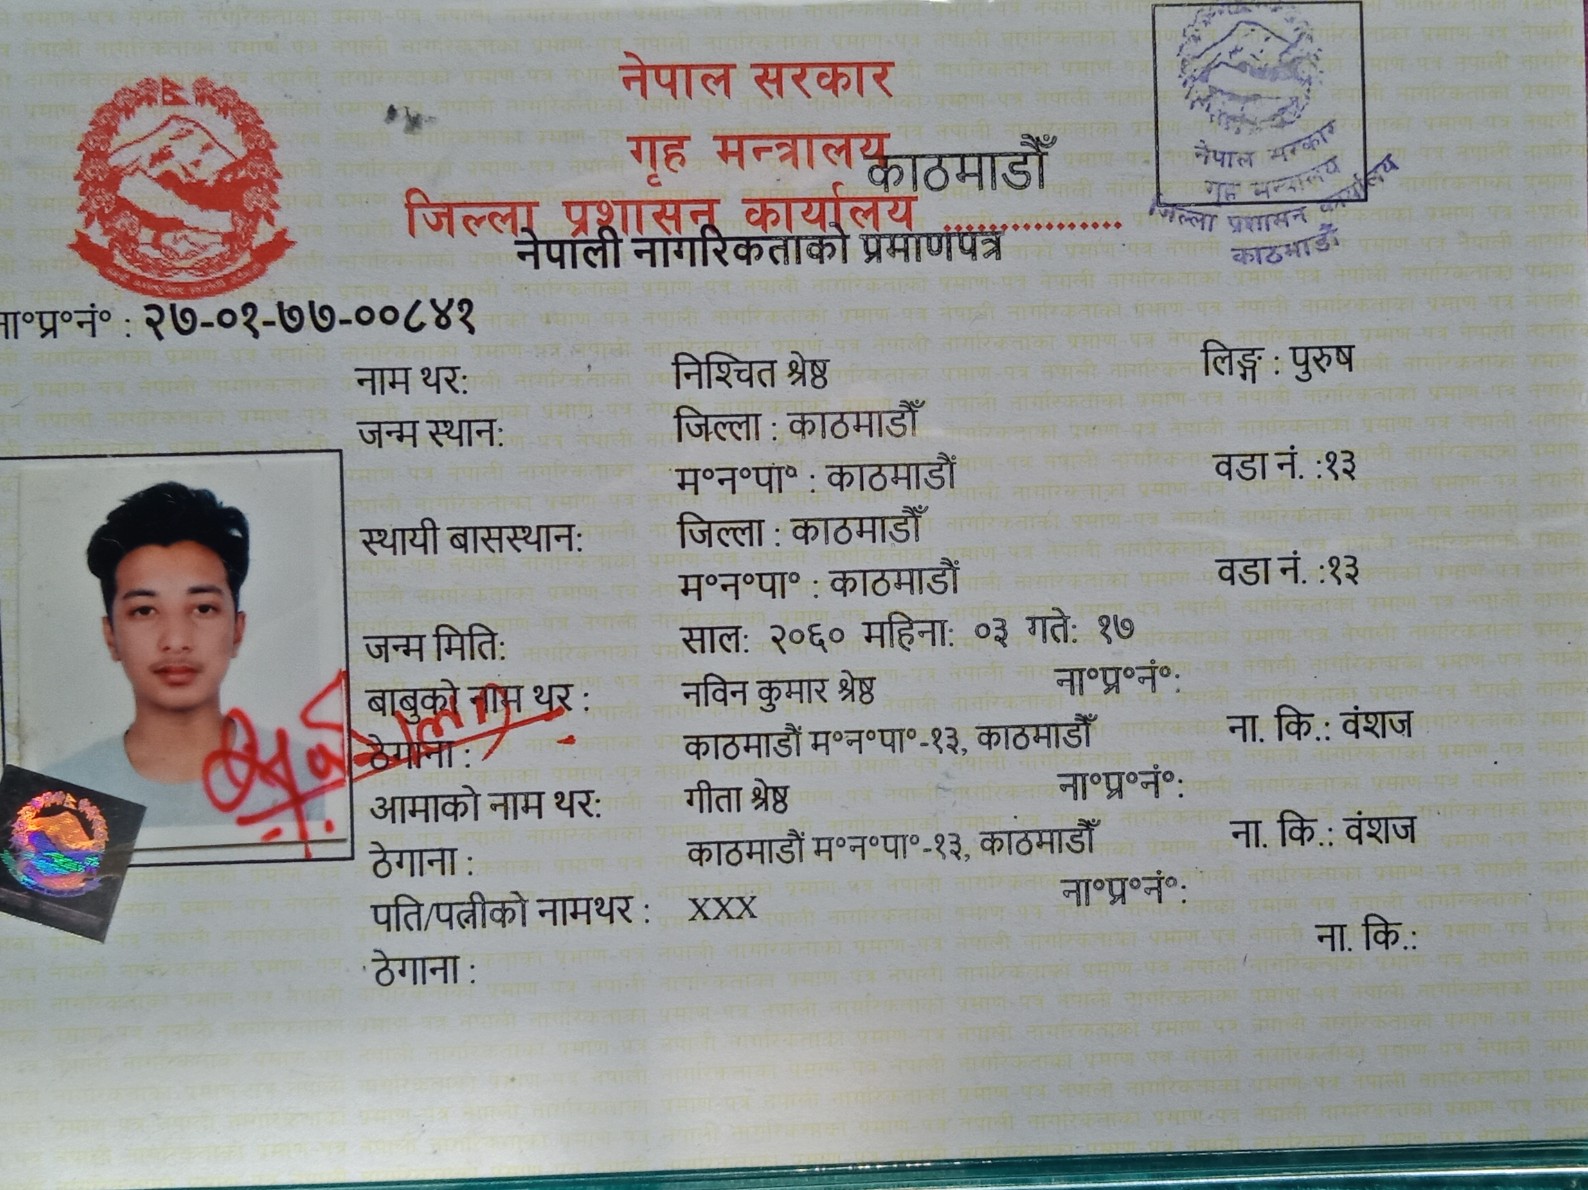 नेपाल सरकार
गृह मन्त्रालय
काठमाडौँ
जिल्ला प्रशासन कार्यालय ................
नेपाली नागरिकताको प्रमाणपत्र
नेपाल सरकार
गृह मन्त्रालय
जिल्ला प्रशासन कार्यालय
काठमाडौँ
ना°प्र°नं° : २७-०१-७७-००८४१
नाम थर: निश्चित श्रेष्ठ लिङ्ग : पुरुष
जन्म स्थान: जिल्ला : काठमाडौँ
म°न°पा° : काठमाडौं वडा नं. :१३
स्थायी बासस्थान: जिल्ला : काठमाडौँ
म°न°पा° : काठमाडौं वडा नं. :१३
जन्म मिति: साल: २०६० महिना: ०३ गते: १७
बाबुको नाम थर : नविन कुमार श्रेष्ठ ना°प्र°नं°:
ठेगाना : काठमाडौं म°न°पा°-१३, काठमाडौँ ना. कि.: वंशज
आमाको नाम थर: गीता श्रेष्ठ ना°प्र°नं°:
ठेगाना : काठमाडौं म°न°पा°-१३, काठमाडौँ ना. कि.: वंशज
पति/पत्नीको नामथर : XXX ना°प्र°नं°:
ठेगाना : ना. कि.: